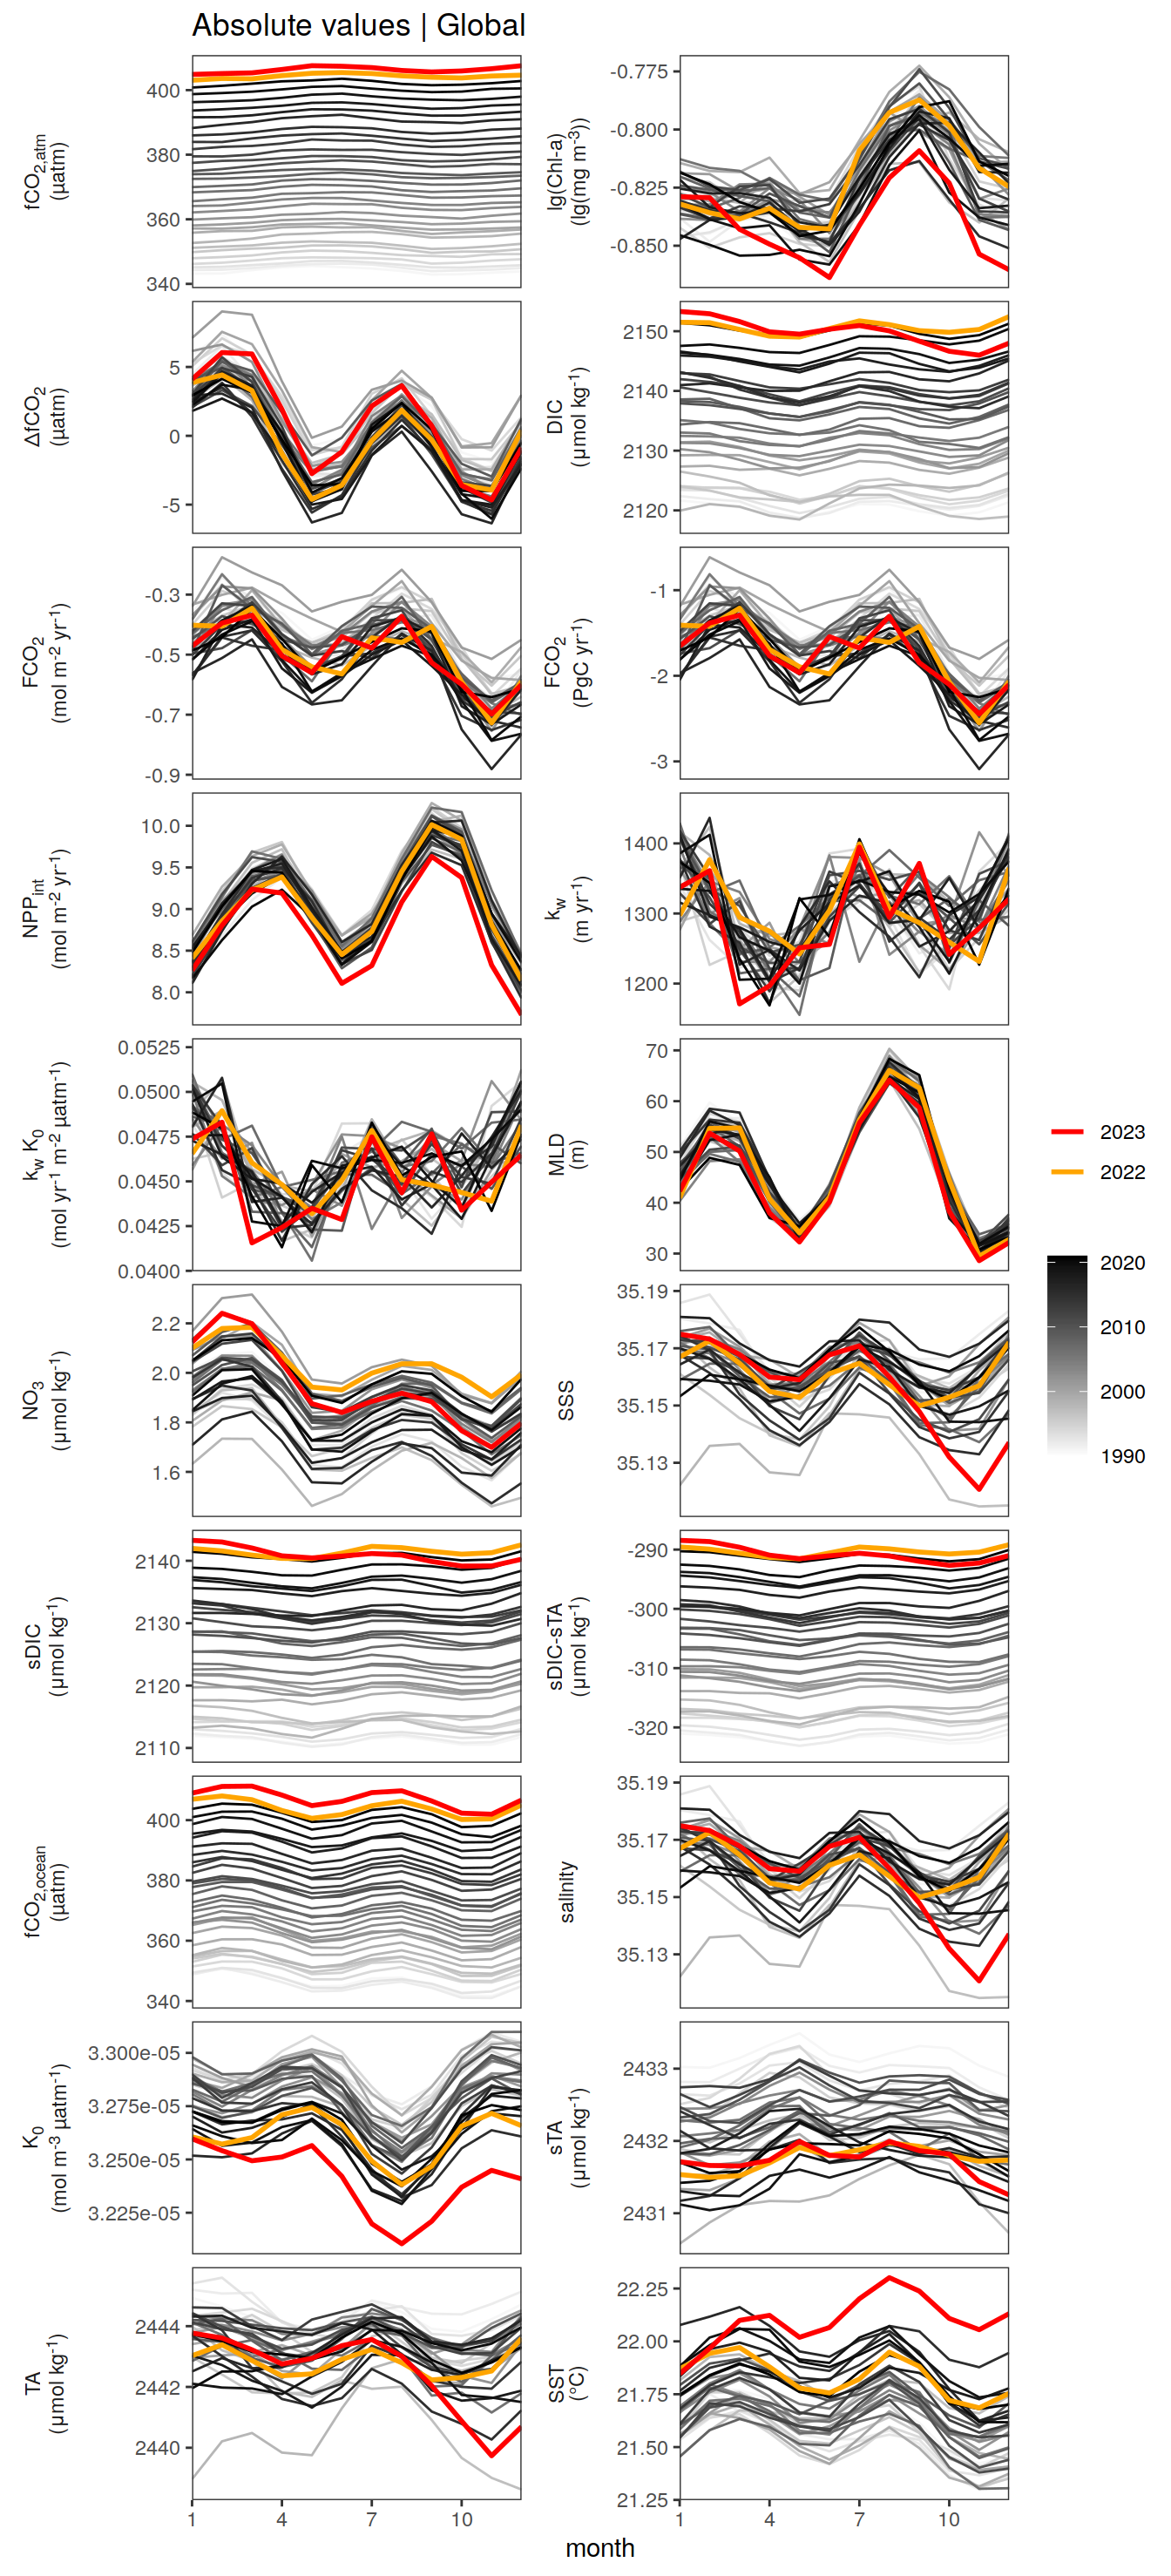 Absolute values | Global
fCO2,atm
(µatm)
400
380
360
340
lg(Chl-a)
(lg(mg m-3))
-0.775
-0.800
-0.825
-0.850
ΔfCO2
(µatm)
5
0
-5
DIC
(µmol kg-1)
2150
2140
2130
2120
FCO2
(mol m-2 yr-1)
-0.3
-0.5
-0.7
-0.9
FCO2
(PgC yr-1)
-1
-2
-3
NPPint
(mol m-2 yr-1)
10.0
9.5
9.0
8.5
8.0
kw
(m yr-1)
1400
1300
1200
kw K0
(mol yr-1 m-2 µatm-1)
0.0525
0.0500
0.0475
0.0450
0.0425
0.0400
MLD
(m)
70
60
50
40
30
2023
2022
2020
2010
2000
1990
NO3
(µmol kg-1)
2.2
2.0
1.8
1.6
SSS
35.19
35.17
35.15
35.13
sDIC
(µmol kg-1)
2140
2130
2120
2110
sDIC-sTA
(µmol kg-1)
-290
-300
-310
-320
fCO2,ocean
(µatm)
400
380
360
340
salinity
35.19
35.17
35.15
35.13
K0
(mol m-3 µatm-1)
3.300e-05
3.275e-05
3.250e-05
3.225e-05
sTA
(µmol kg-1)
2433
2432
2431
TA
(µmol kg-1)
2444
2442
2440
SST
(°C)
22.25
22.00
21.75
21.50
21.25
1 4 7 10
1 4 7 10
month